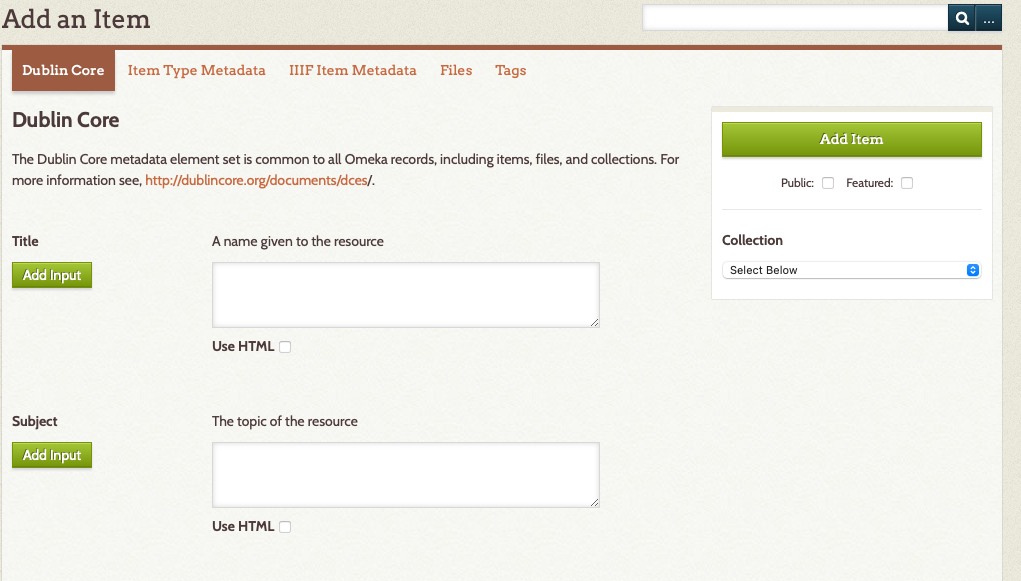 Add an Item
...
Dublin Core
Item Type Metadata
IIIF Item Metadata
Files
Tags
Dublin Core
The Dublin Core metadata element set is common to all Omeka records, including items, files, and collections. For
more information see, http://dublincore.org/documents/dces/.
Title
Add Input
A name given to the resource
Use HTML
Subject
Add Input
The topic of the resource
Use HTML
Add Item
Public:
Featured:
Collection
Select Below